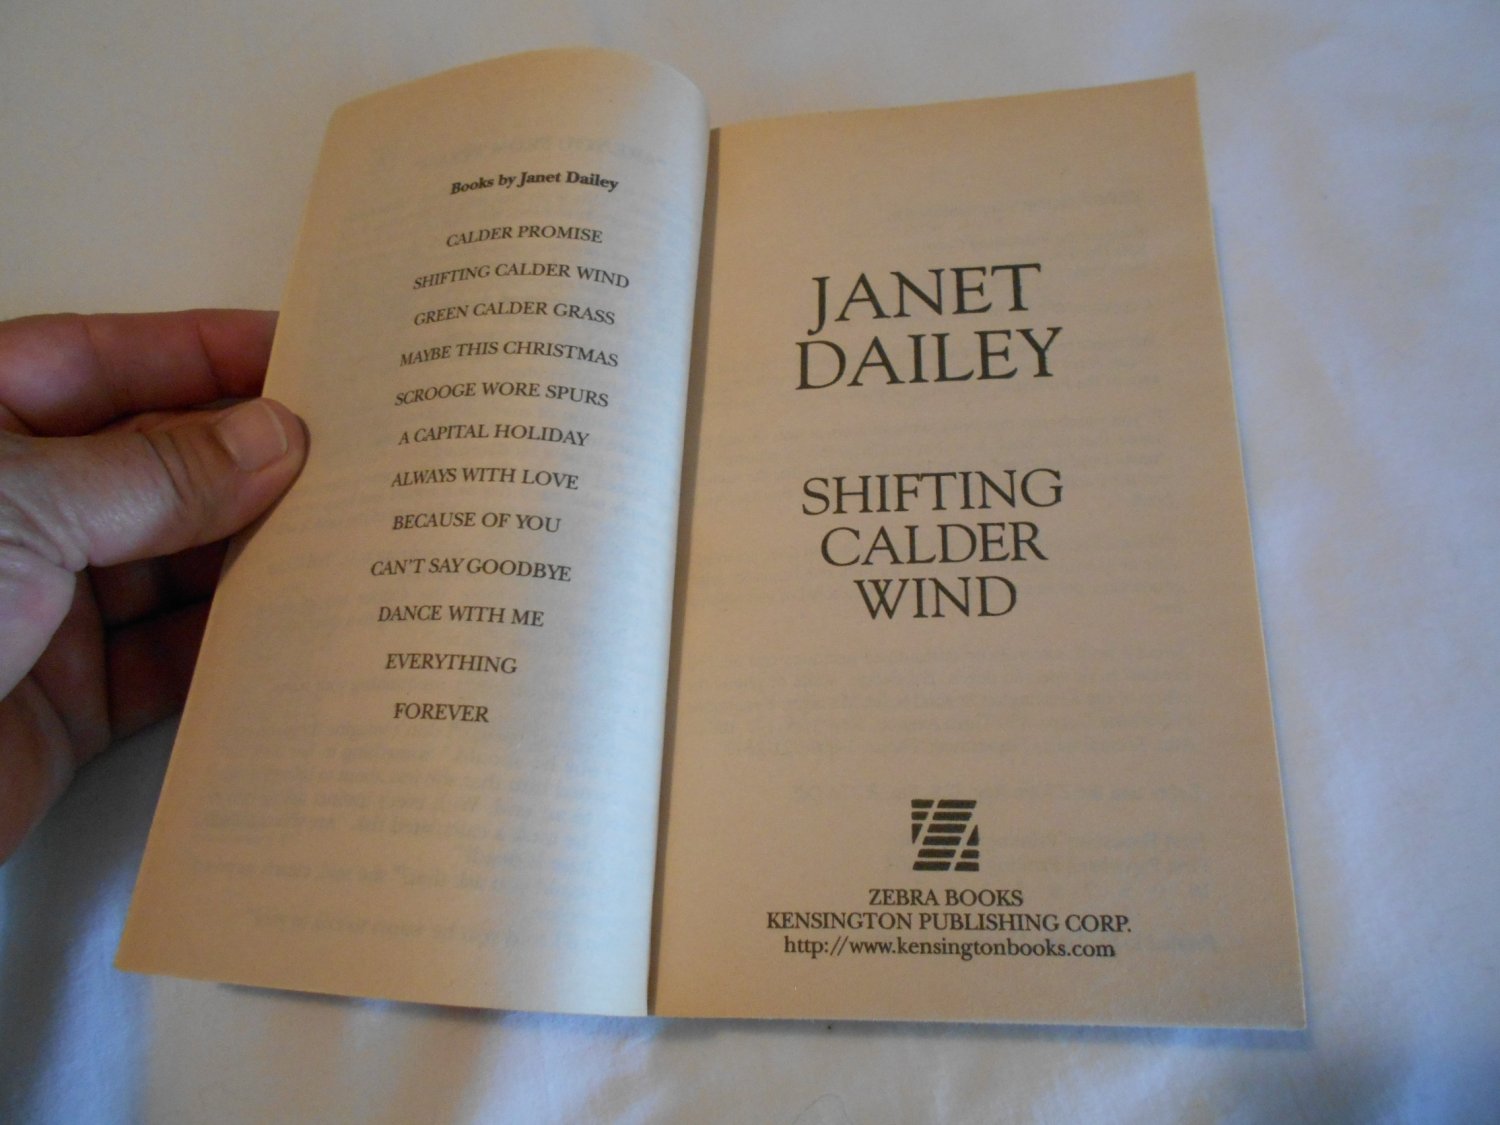 Books by Janet Dailey
CALDER PROMISE
SHIFTING CALDER WIND
GREEN CALDER GRASS
MAYBE THIS CHRISTMAS
SCROOGE WORE SPURS
A CAPITAL HOLIDAY
ALWAYS WITH LOVE
BECAUSE OF YOU
CAN'T SAY GOODBYE
DANCE WITH ME
EVERYTHING
FOREVER
JANET
DAILEY
SHIFTING
CALDER
WIND
ZEBRA BOOKS
KENSINGTON PUBLISHING CORP.
http://www.kensingtonbooks.com